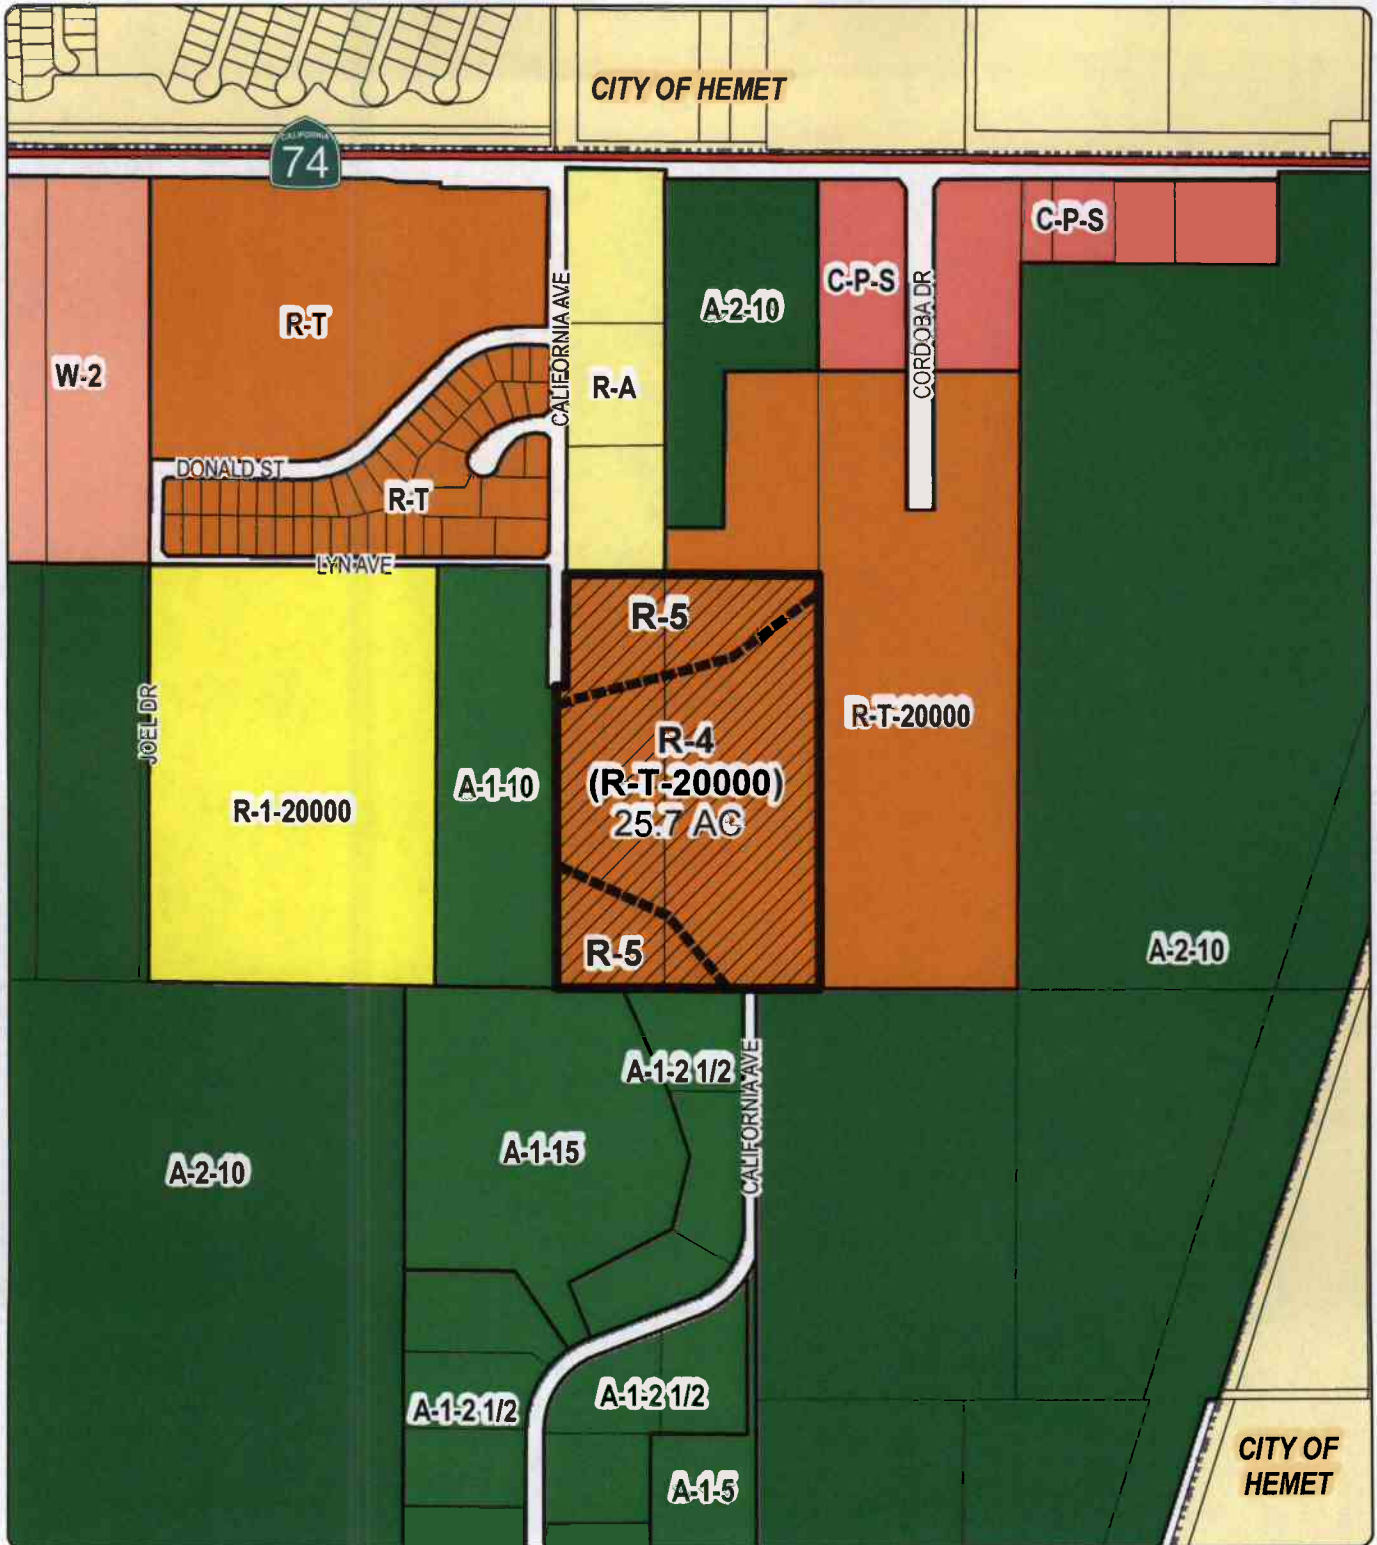 CITY OF HEMET
CALIFORNIA
74
C-P-S
C-P-S
A-2-10
R-T
W-2
R-A
CALIFORNIA AVE
CORDOBA DR
DONALD ST
R-T
LYN AVE
R-5
JOEL DR
R-T-20000
R-4
(R-T-20000)
25.7 AC
A-1-10
R-1-20000
R-5
A-2-10
A-1-2 1/2
CALIFORNIA AVE
A-1-15
A-2-10
A-1-2 1/2
A-1-2 1/2
A-1-5
CITY OF
HEMET